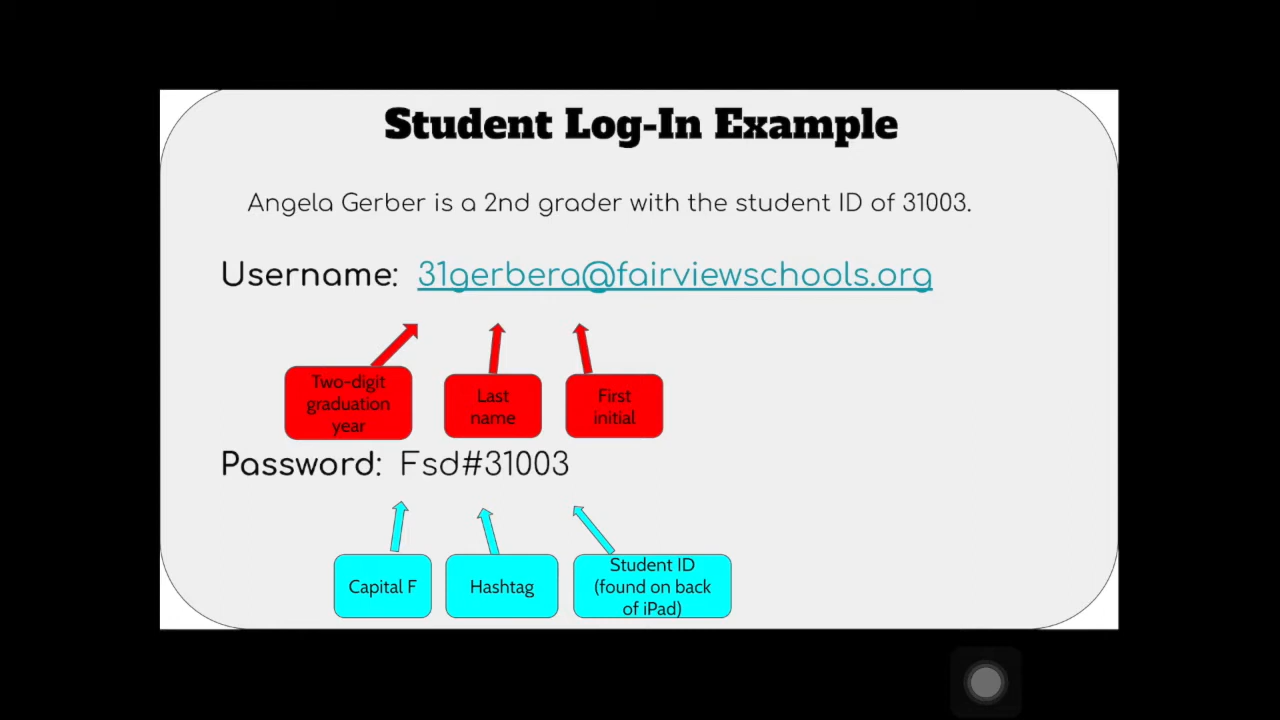 Student Log-In Example
Angela Gerber is a 2nd grader with the student ID of 31003.
Username: 31gerbera@fairviewschools.org
Two-digit
graduation
year
Last
name
First
initial
Password: Fsd#31003
Capital F
Hashtag
Student ID
(found on back
of iPad)